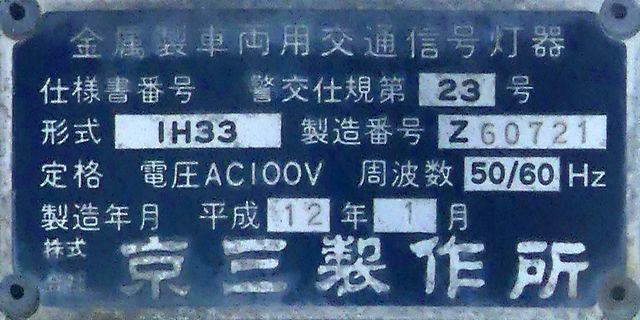 金属製車両用交通信号灯器
仕様書番号 警交仕規第 23 号
形式 1H33 製造番号 Z60721
定格 電圧AC100V 周波数 50/60 Hz
製造年月 平成 12 年 1 月
株式会社 京三製作所